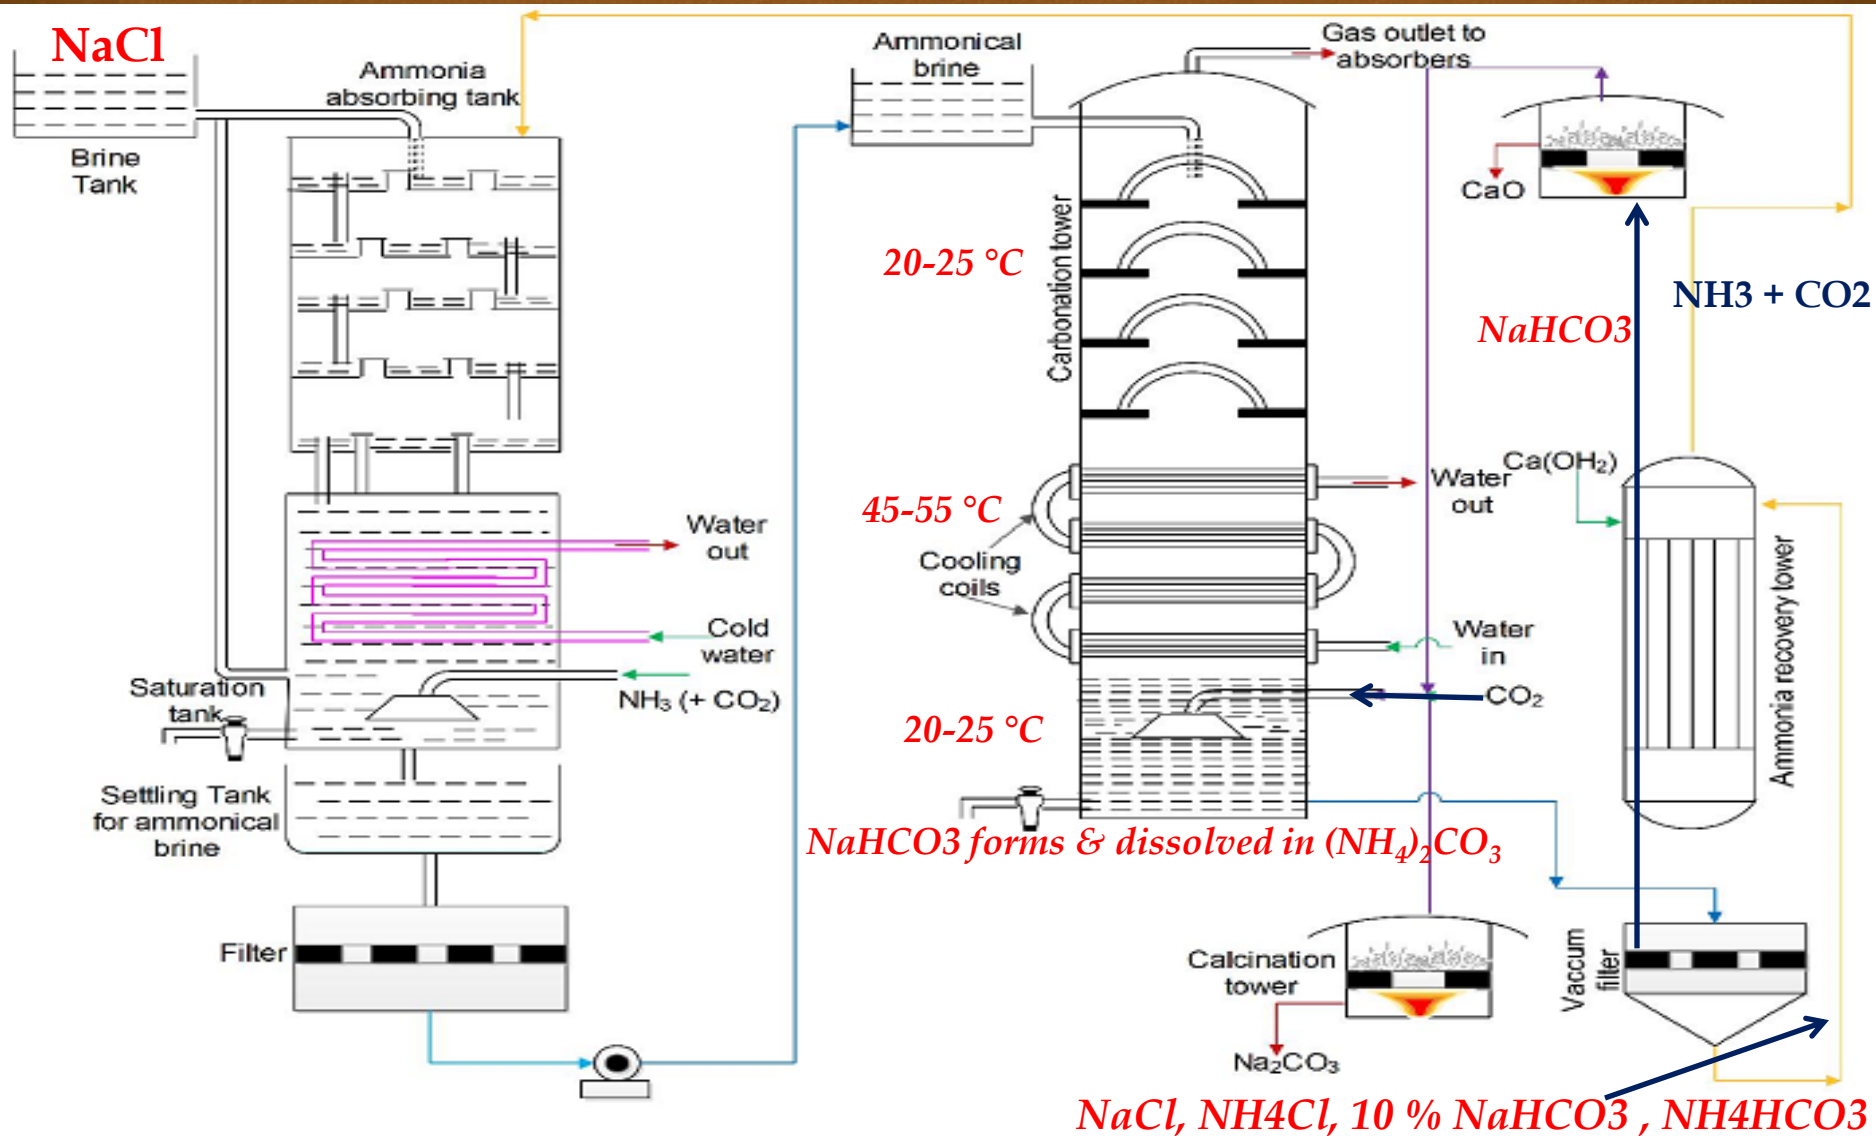 NaCl
Brine
Tank
Ammonia
absorbing tank
Ammonical
brine
Gas outlet to
absorbers
CaO
Carbonation tower
20-25 °C
NH3 + CO2
NaHCO3
Ca(OH₂)
Water
out
45-55 °C
Cooling
coils
Water
out
Cold
water
NH₃ (+ CO₂)
Saturation
tank
Water
in
CO₂
20-25 °C
Ammonia recovery tower
Settling Tank
for ammonical
brine
NaHCO3 forms & dissolved in (NH₄)₂CO₃
Filter
Calcination
tower
Na₂CO₃
Vaccum
filter
NaCl, NH4Cl, 10 % NaHCO3 , NH4HCO3